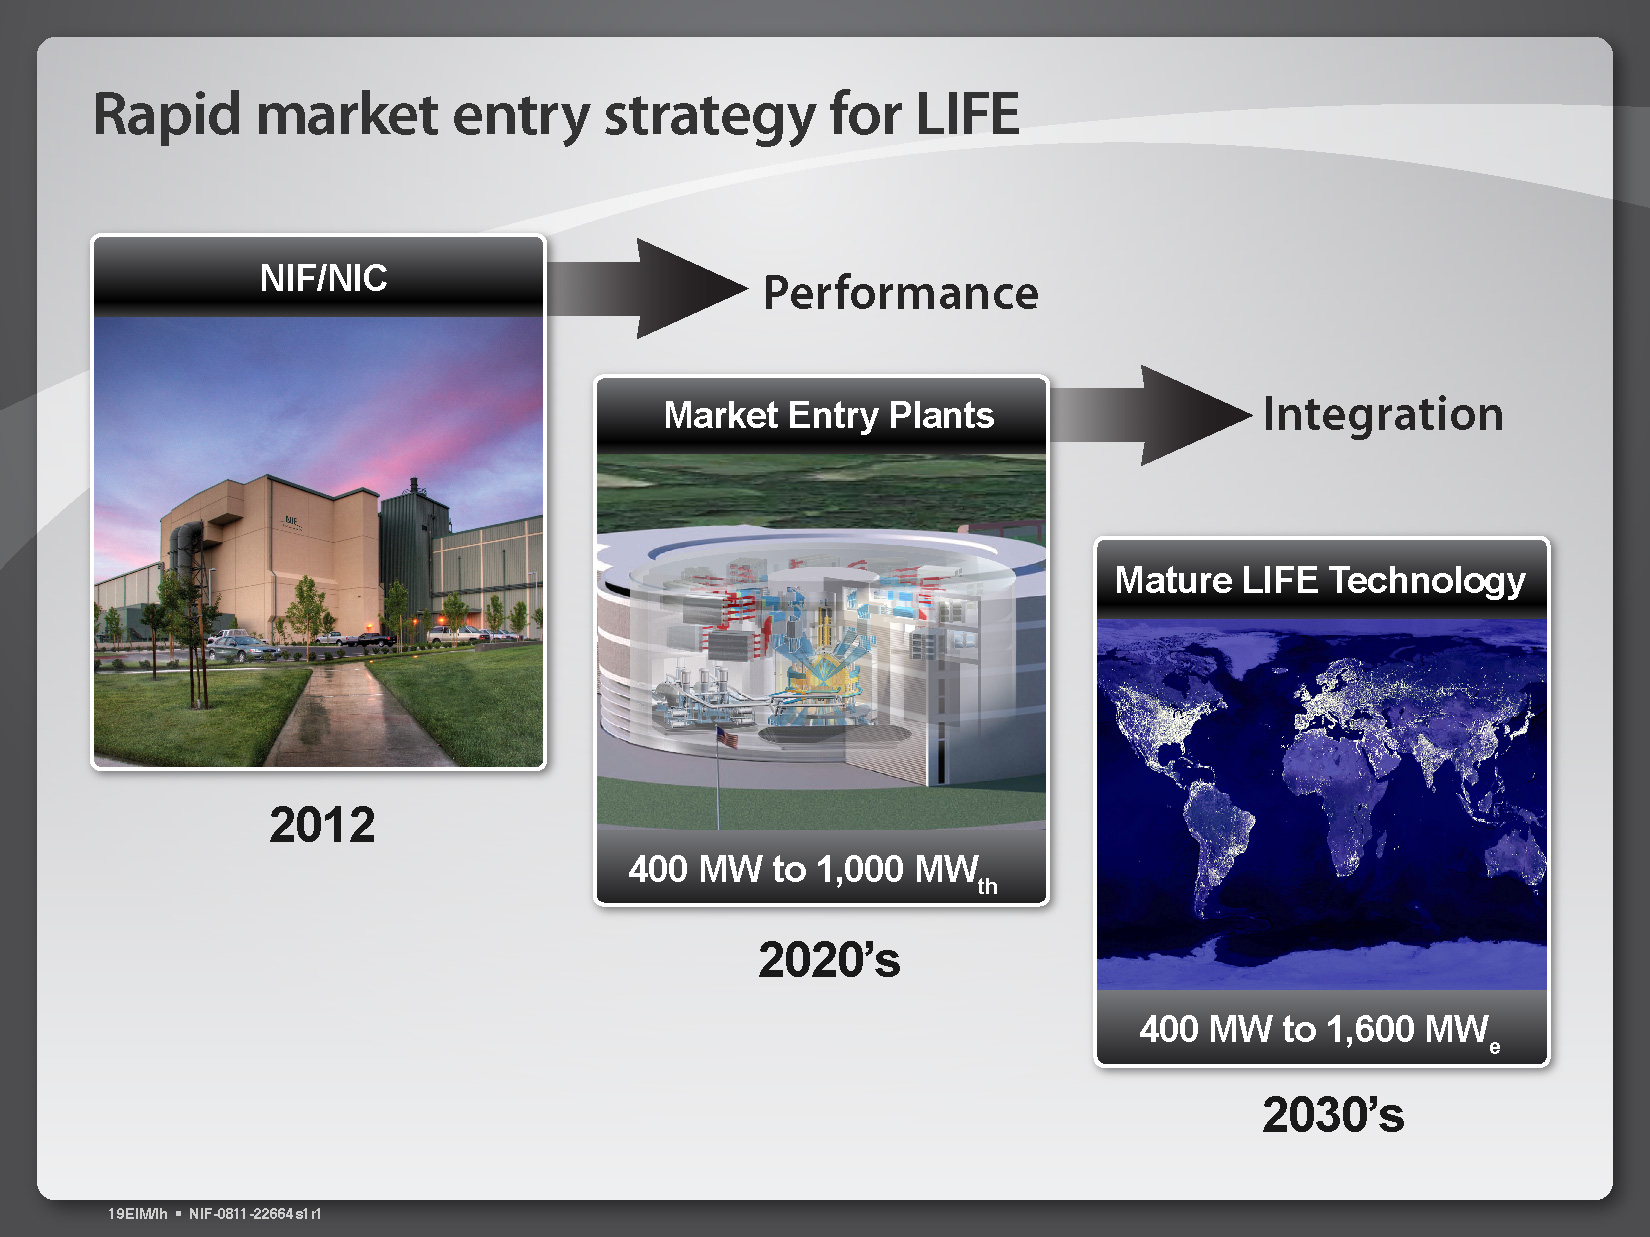 Rapid market entry strategy for LIFE
NIF/NIC
Performance
NIF
2012
Market Entry Plants
Integration
400 MW to 1,000 MWth
2020’s
Mature LIFE Technology
400 MW to 1,600 MWe
2030’s
19EIM/lh ▪ NIF-0811-22664s1r1